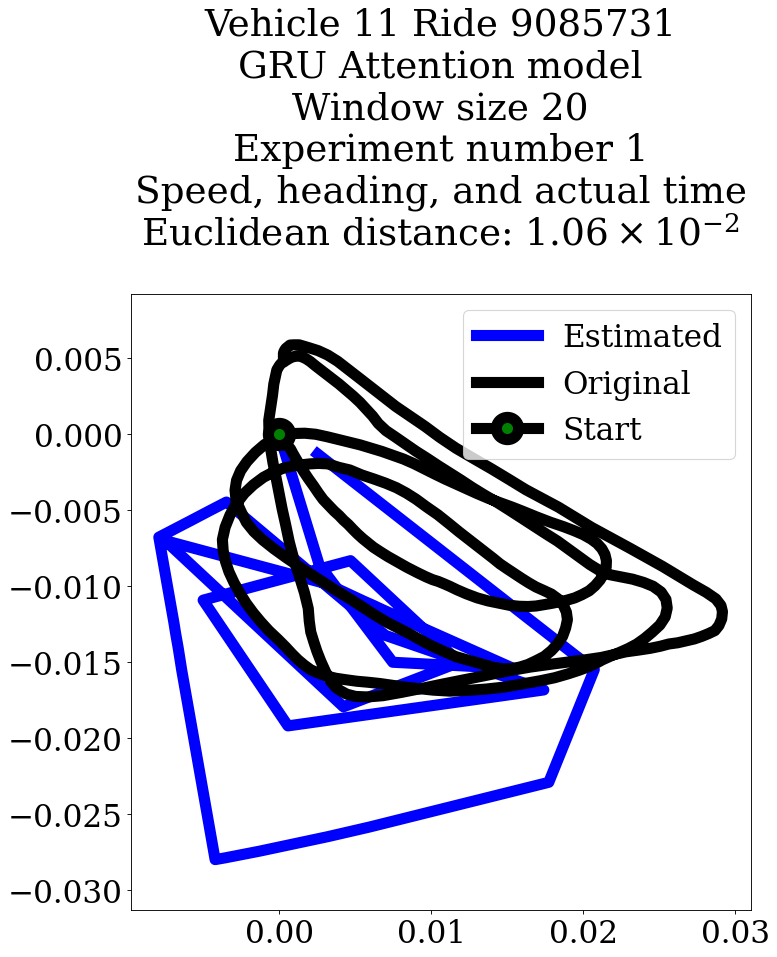 Vehicle 11 Ride 9085731
GRU Attention model
Window size 20
Experiment number 1
Speed, heading, and actual time
Euclidean distance: 1.06 × 10⁻²
Estimated
Original
Start
0.005
0.000
−0.005
−0.010
−0.015
−0.020
−0.025
−0.030
0.00 0.01 0.02 0.03